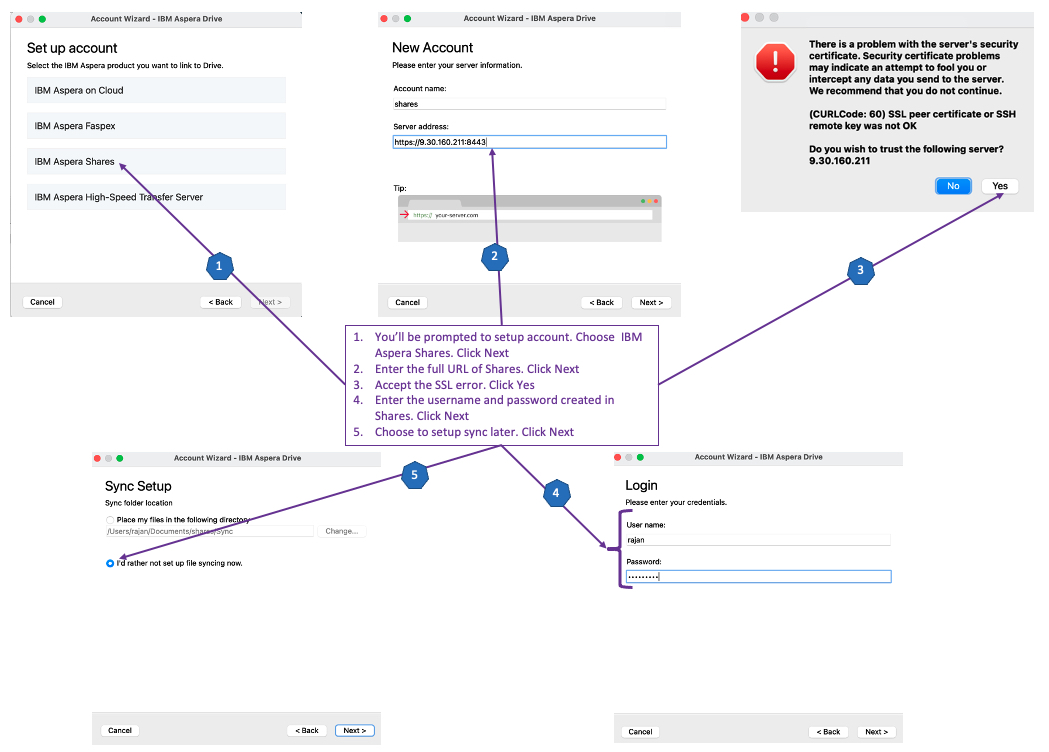 Account Wizard - IBM Aspera Drive
Set up account
Select the IBM Aspera product you want to link to Drive.
IBM Aspera on Cloud
IBM Aspera Faspex
IBM Aspera Shares
IBM Aspera High-Speed Transfer Server
1
Cancel
< Back
Next >
Account Wizard - IBM Aspera Drive
New Account
Please enter your server information.
Account name:
shares
Server address:
https://9.30.160.211:8443
Tip:
https:// your-server.com
2
Cancel
< Back
Next >
There is a problem with the server's security
certificate. Security certificate problems
may indicate an attempt to fool you or
intercept any data you send to the server.
We recommend that you do not continue.
(CURLCode: 60) SSL peer certificate or SSH
remote key was not OK
Do you wish to trust the following server?
9.30.160.211
No
Yes
3
1. You'll be prompted to setup account. Choose IBM
Aspera Shares. Click Next
2. Enter the full URL of Shares. Click Next
3. Accept the SSL error. Click Yes
4. Enter the username and password created in
Shares. Click Next
5. Choose to setup sync later. Click Next
Account Wizard - IBM Aspera Drive
5
Sync Setup
Sync folder location
Place my files in the following directory
/Users/rajan/Documents/shares/Sync
Change...
I'd rather not set up file syncing now.
Cancel
< Back
Next >
Account Wizard - IBM Aspera Drive
4
Login
Please enter your credentials.
User name:
rajan
Password:
•••••••••
Cancel
< Back
Next >